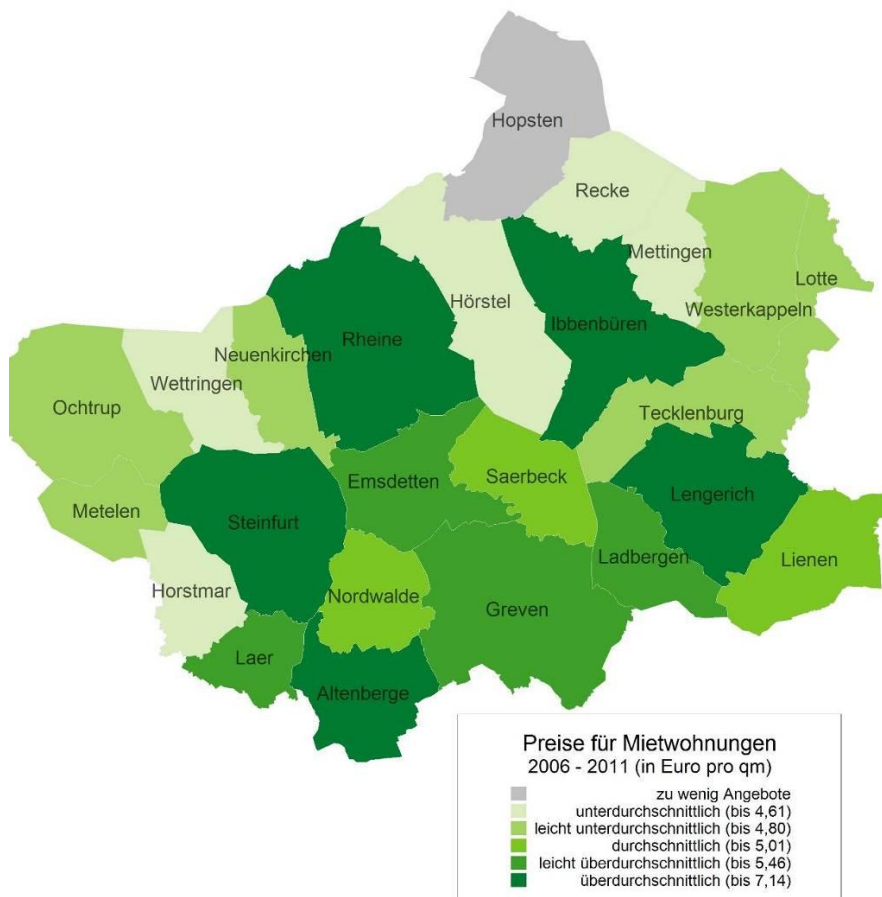 Hopsten
Recke
Mettingen
Lotte
Westerkappeln
Hörstel
Ibbenbüren
Rheine
Neuenkirchen
Wettringen
Ochtrup
Tecklenburg
Saerbeck
Emsdetten
Lengerich
Metelen
Steinfurt
Ladbergen
Lienen
Horstmar
Nordwalde
Greven
Laer
Altenberge
Preise für Mietwohnungen
2006 - 2011 (in Euro pro qm)
zu wenig Angebote
unterdurchschnittlich (bis 4,61)
leicht unterdurchschnittlich (bis 4,80)
durchschnittlich (bis 5,01)
leicht überdurchschnittlich (bis 5,46)
überdurchschnittlich (bis 7,14)